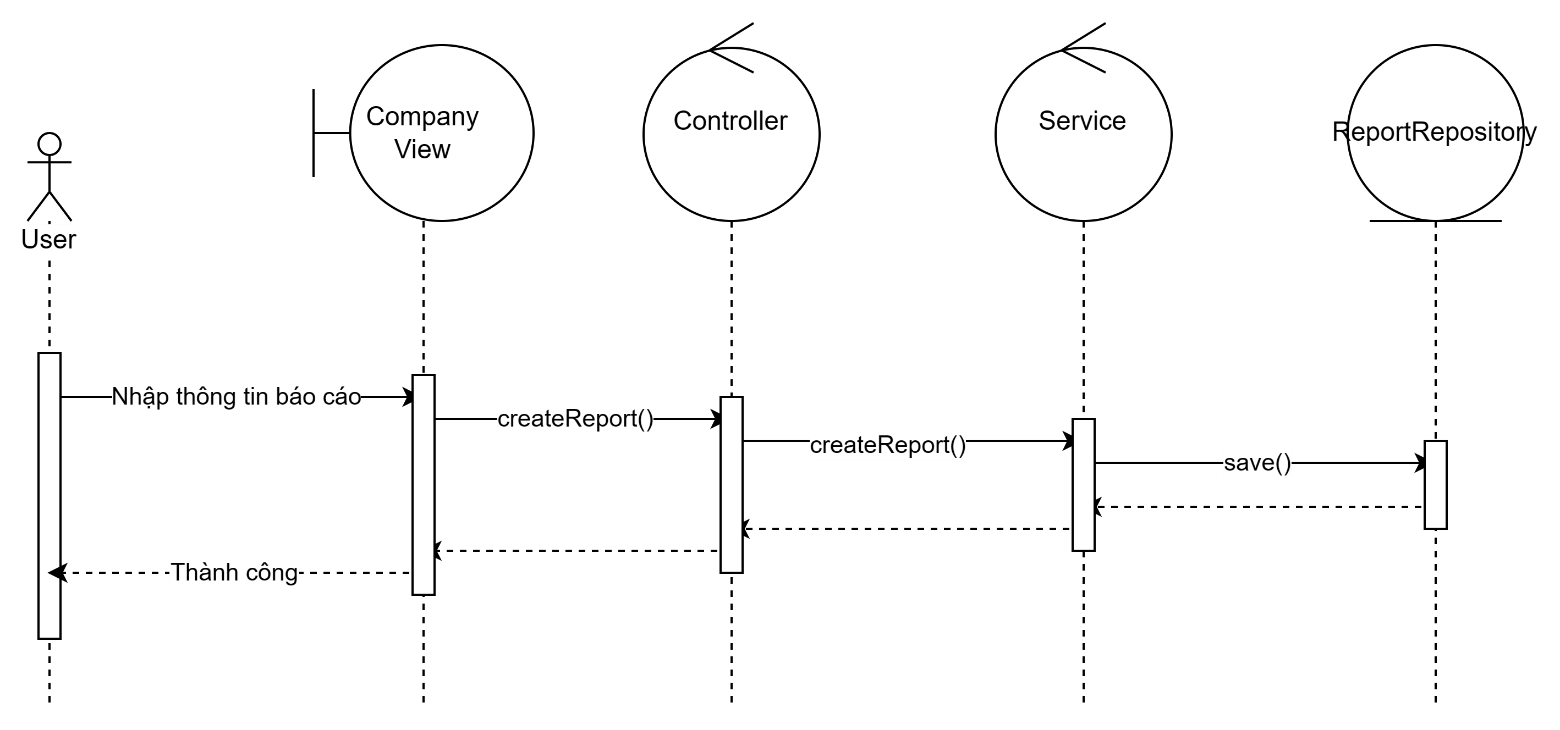 Company
View
Controller
Service
ReportRepository
User
Nhập thông tin báo cáo
createReport()
createReport()
save()
Thành công